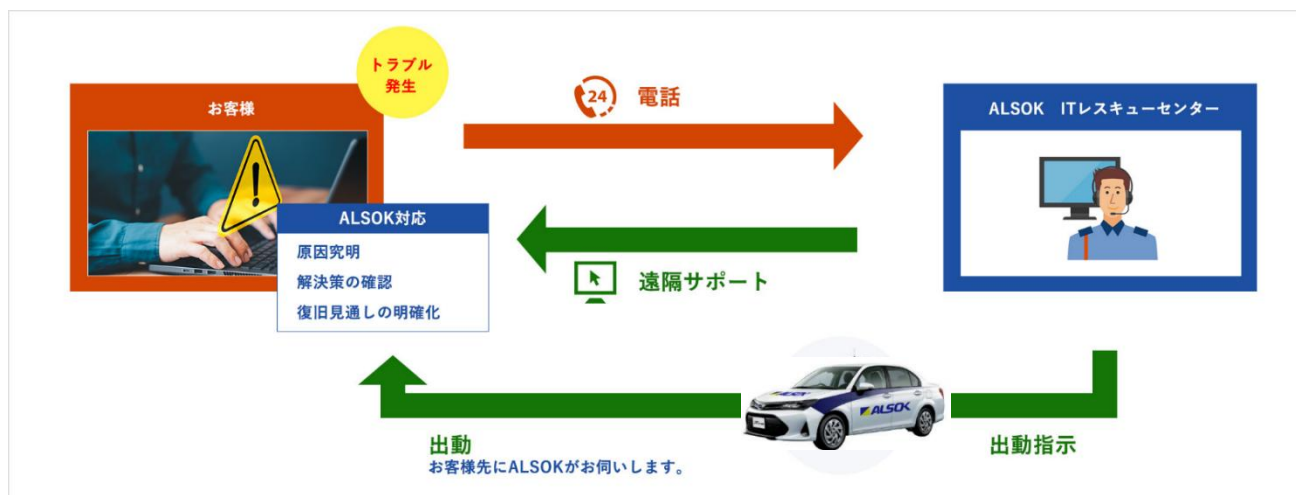 トラブル
発生
お客様
24
電話
ALSOK ITレスキューセンター
ALSOK対応
原因究明
解決策の確認
復旧見通しの明確化
遠隔サポート
ALSOK
出動
お客様先にALSOKがお伺いします。
出動指示